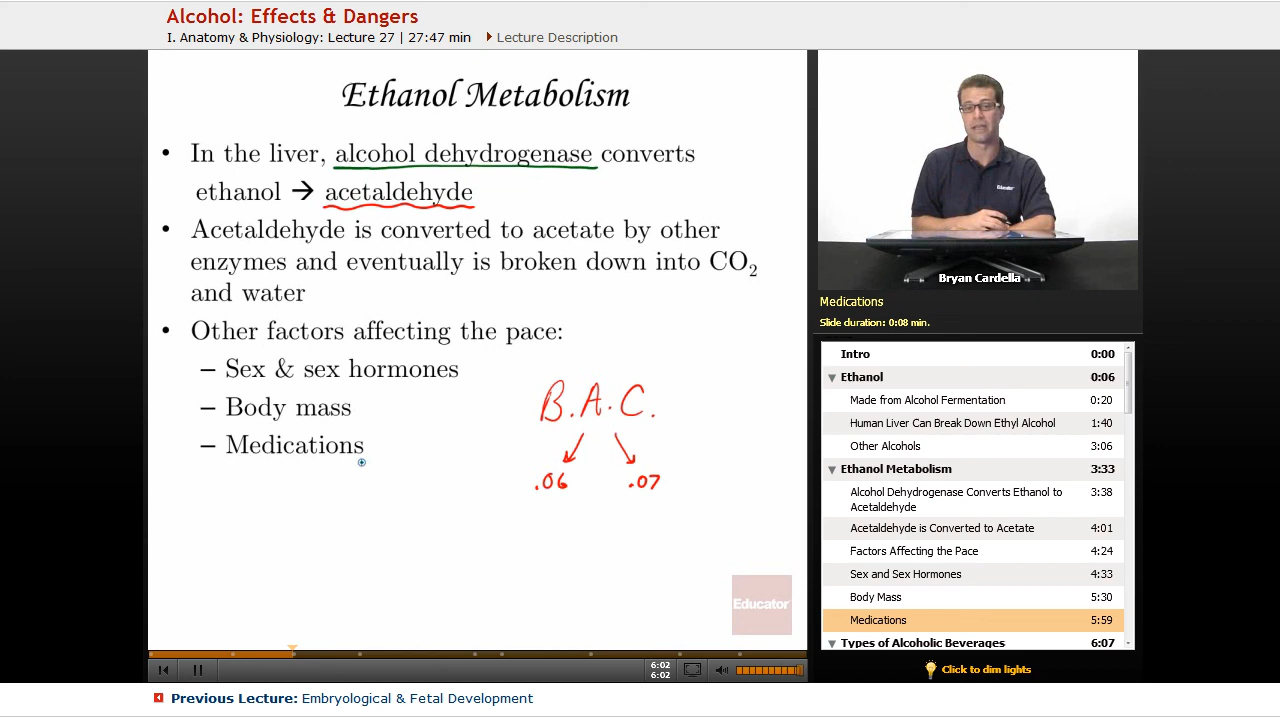 Alcohol: Effects & Dangers
I. Anatomy & Physiology: Lecture 27 | 27:47 min
Lecture Description
Ethanol Metabolism
• In the liver, alcohol dehydrogenase converts
ethanol → acetaldehyde
• Acetaldehyde is converted to acetate by other
enzymes and eventually is broken down into CO₂
and water
• Other factors affecting the pace:
– Sex & sex hormones
– Body mass
– Medications
B.A.C.
.06 .07
Educator
Educator
Bryan Cardella
Medications
Slide duration: 0:08 min.
Intro 0:00
Ethanol 0:06
Made from Alcohol Fermentation 0:20
Human Liver Can Break Down Ethyl Alcohol 1:40
Other Alcohols 3:06
Ethanol Metabolism 3:33
Alcohol Dehydrogenase Converts Ethanol to 3:38
Acetaldehyde
Acetaldehyde is Converted to Acetate 4:01
Factors Affecting the Pace 4:24
Sex and Sex Hormones 4:33
Body Mass 5:30
Medications 5:59
Types of Alcoholic Beverages 6:07
6:02
6:02
Click to dim lights
Previous Lecture: Embryological & Fetal Development